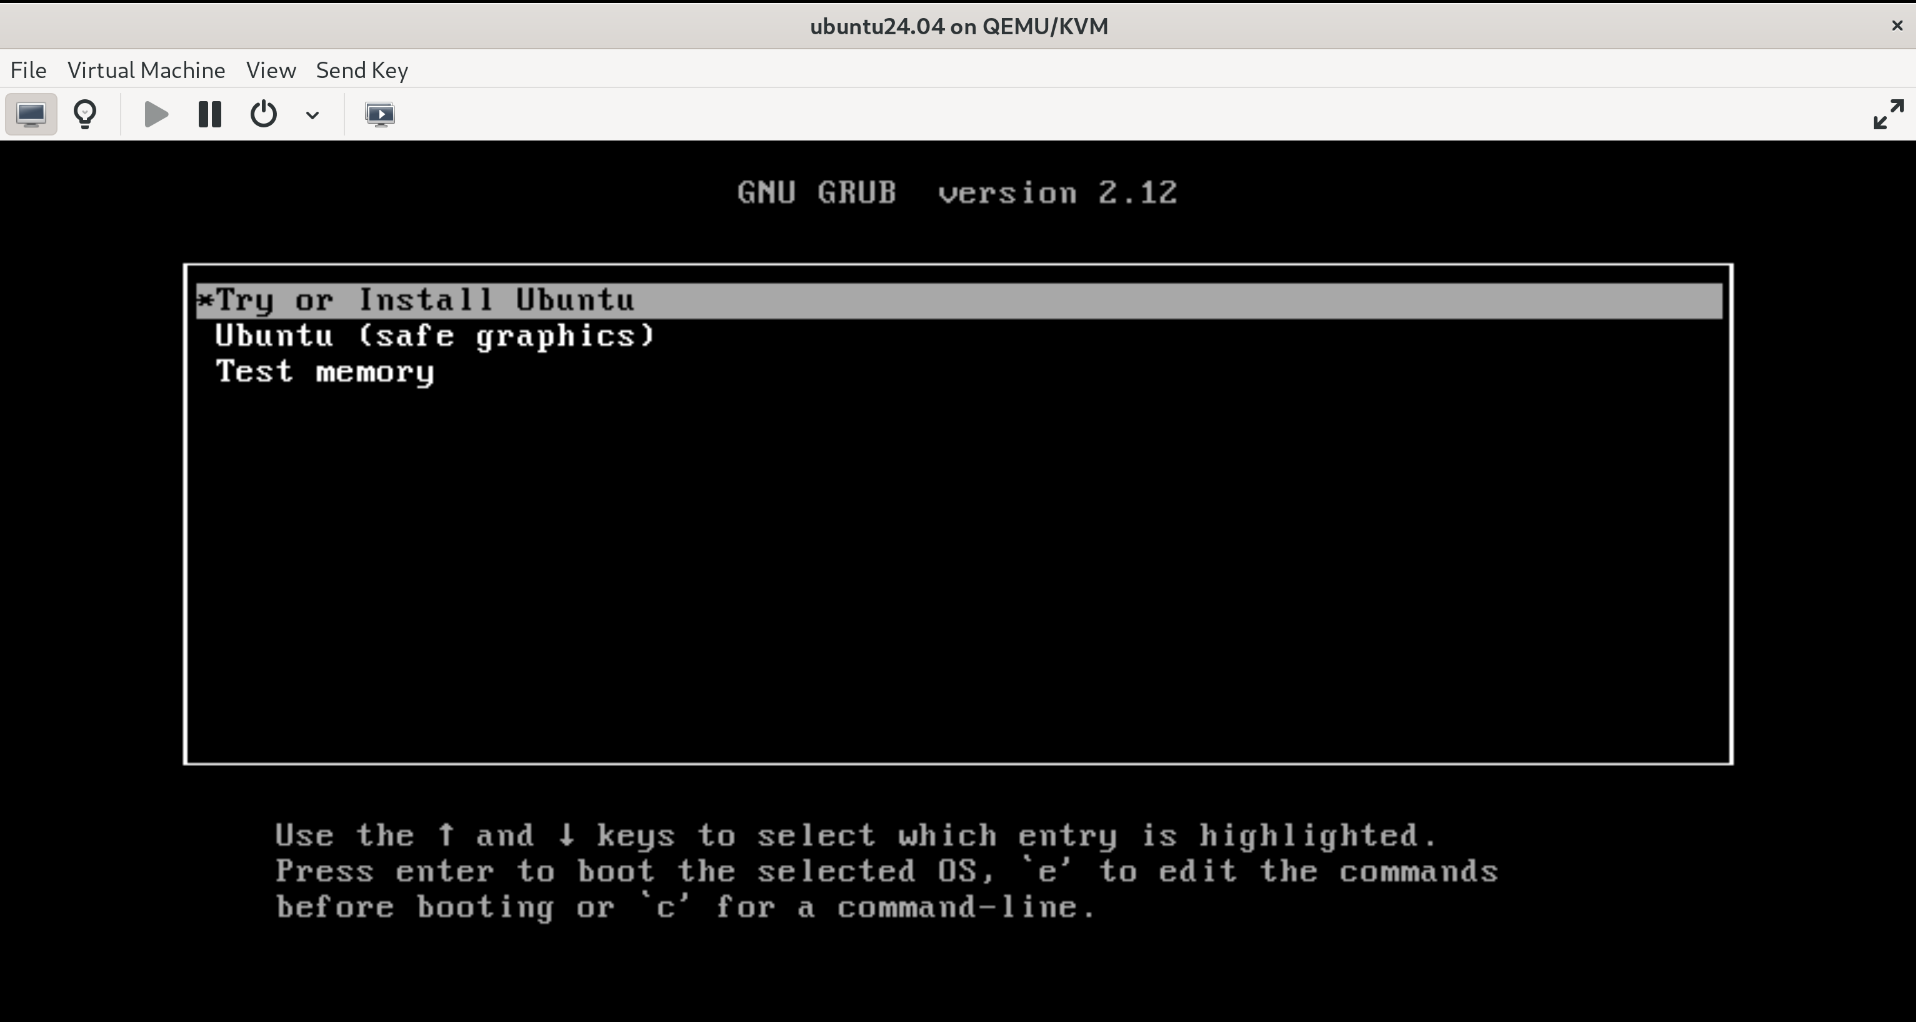 ubuntu24.04 on QEMU/KVM
×
File Virtual Machine View Send Key
GNU GRUB version 2.12
*Try or Install Ubuntu
Ubuntu (safe graphics)
Test memory
Use the ↑ and ↓ keys to select which entry is highlighted.
Press enter to boot the selected OS, `e’ to edit the commands
before booting or `c’ for a command-line.